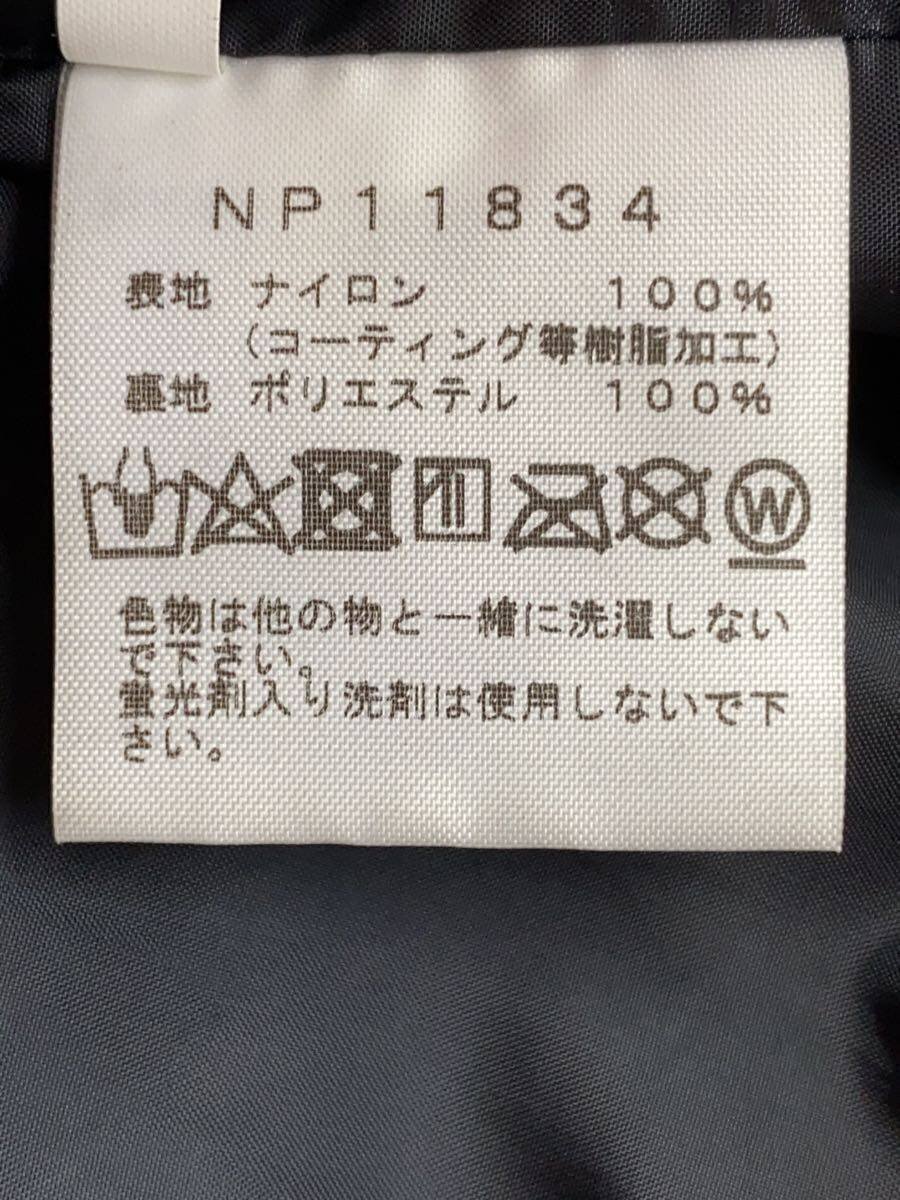 NP11834
表地 ナイロン 100%
(コーティング等樹脂加工)
裏地 ポリエステル 100%
W
色物は他の物と一緒に洗濯しない
で下さい。
蛍光剤入り洗剤は使用しないで下
さい。